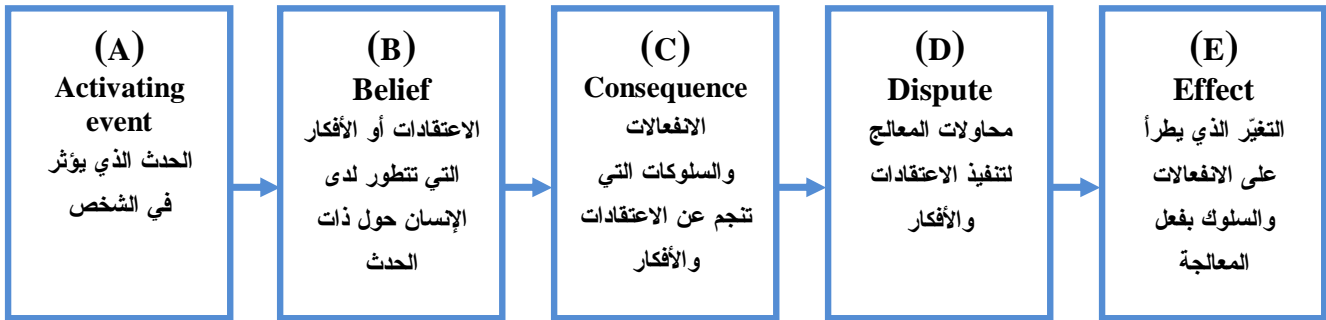 (A)
Activating
event
الحدث الذي يؤثر
في الشخص
(B)
Belief
الاعتقادات أو الأفكار
التي تتطور لدى
الإنسان حول ذات
الحدث
(C)
Consequence
الانفعالات
والسلوكات التي
تنجم عن الاعتقادات
والأفكار
(D)
Dispute
محاولات المعالج
لتنفيذ الاعتقادات
والأفكار
(E)
Effect
التغيّر الذي يطرأ
على الانفعالات
والسلوك بفعل
المعالجة